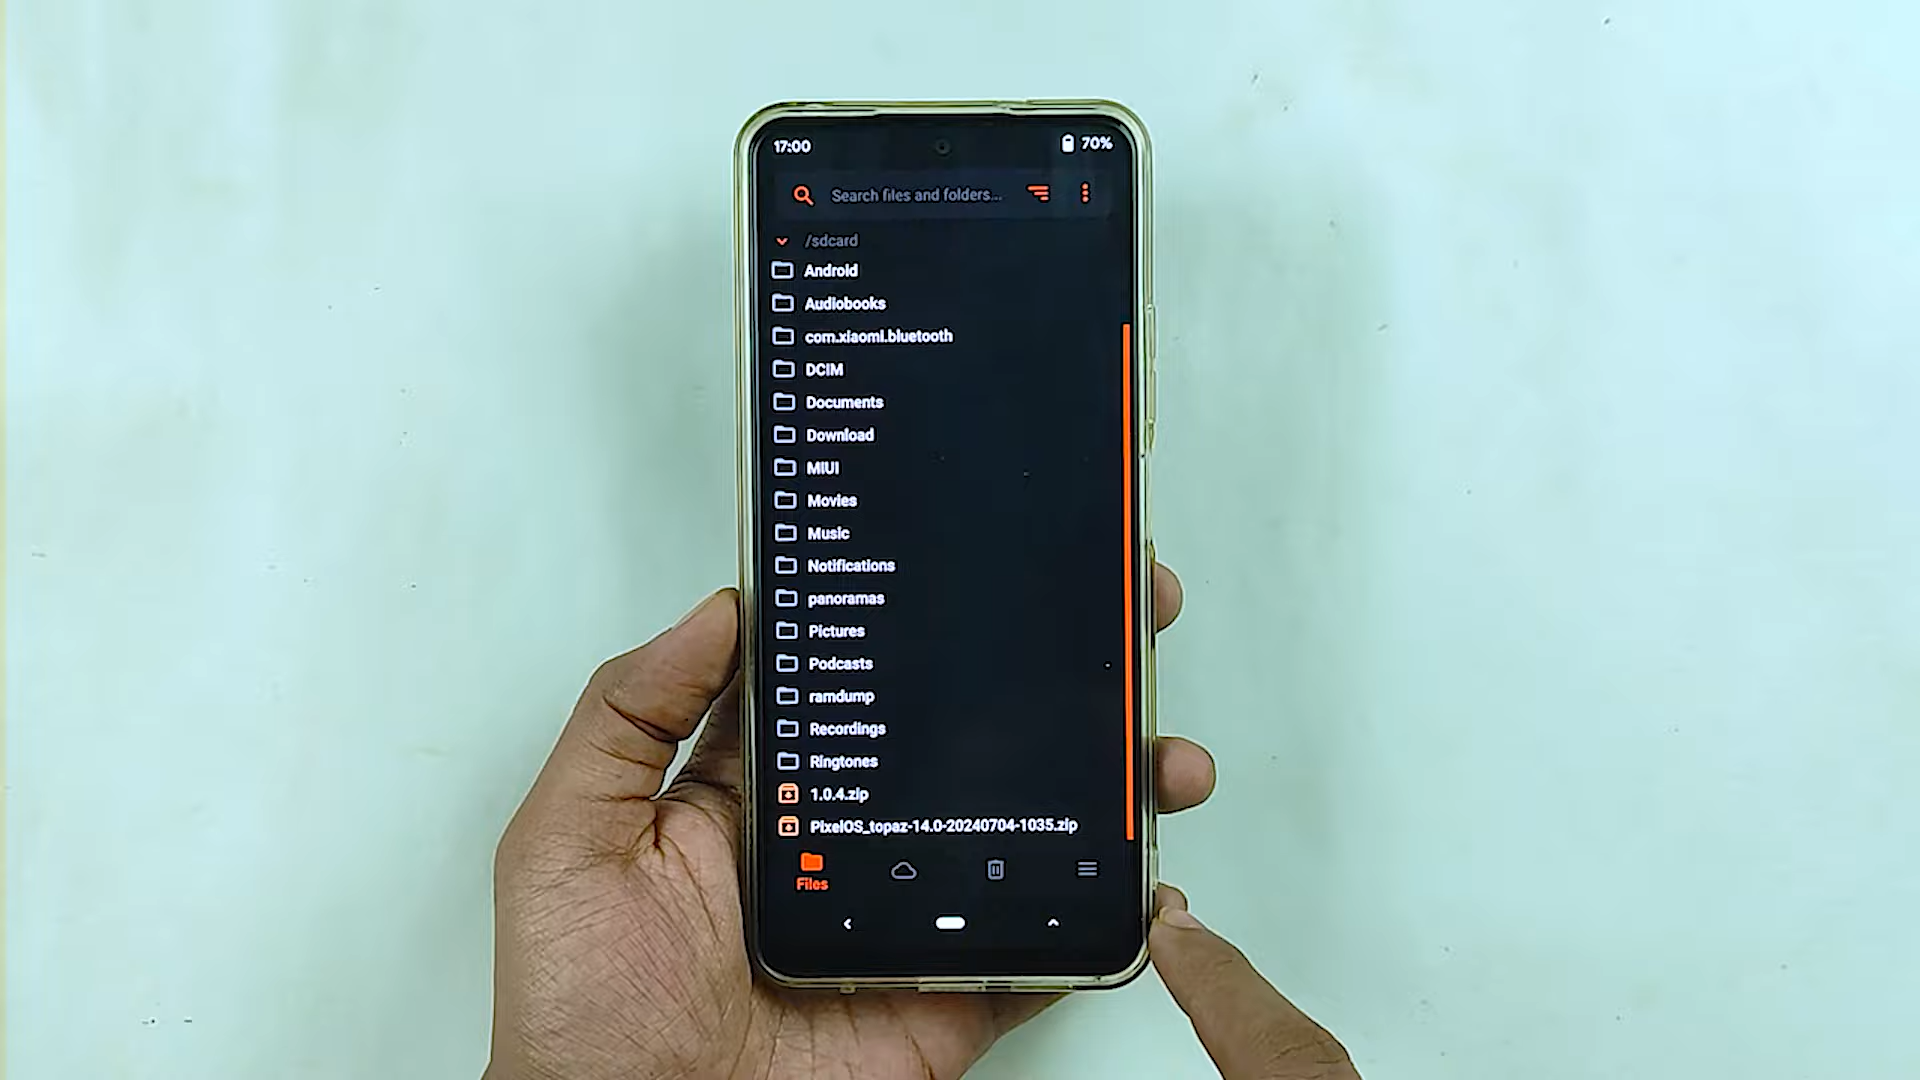 17:00
70%
Search files and folders...
/sdcard
Android
Audiobooks
com.xiaomi.bluetooth
DCIM
Documents
Download
MIUI
Movies
Music
Notifications
panoramas
Pictures
Podcasts
ramdump
Recordings
Ringtones
1.0.4.zip
PixelOS_topaz-14.0-20240704-1035.zip
Files